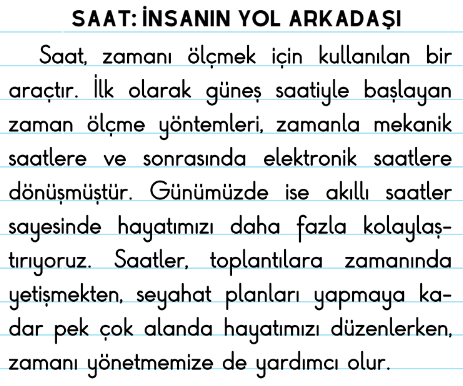 SAAT: İNSANIN YOL ARKADAŞI
Saat, zamanı ölçmek için kullanılan bir
araçtır. İlk olarak güneş saatiyle başlayan
zaman ölçme yöntemleri, zamanla mekanik
saatlere ve sonrasında elektronik saatlere
dönüşmüştür. Günümüzde ise akıllı saatler
sayesinde hayatımızı daha fazla kolaylaş-
tırıyoruz. Saatler, toplantılara zamanında
yetişmekten, seyahat planları yapmaya ka-
dar pek çok alanda hayatımızı düzenlerken,
zamanı yönetmemize de yardımcı olur.